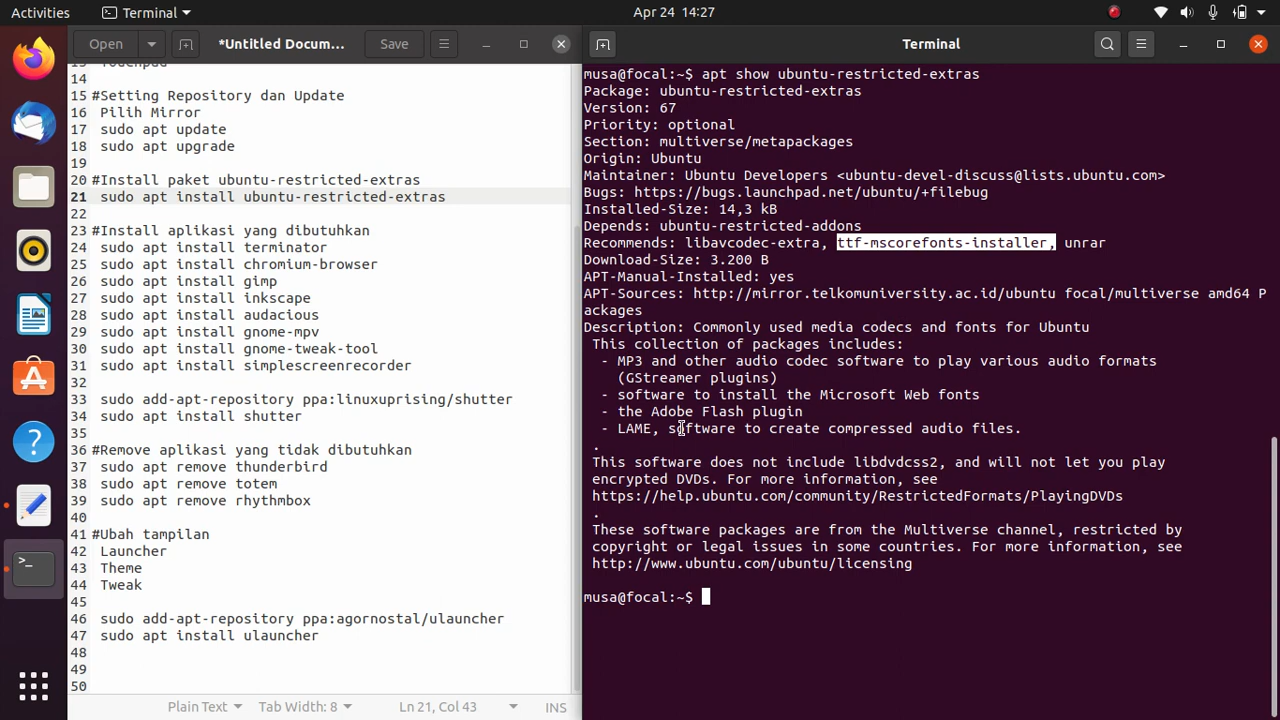 Activities
Terminal
Apr 24 14:27
Open
*Untitled Docum...
Save
14
15 #Setting Repository dan Update
16 Pilih Mirror
17 sudo apt update
18 sudo apt upgrade
19
20 #Install paket ubuntu-restricted-extras
21 sudo apt install ubuntu-restricted-extras
22
23 #Install aplikasi yang dibutuhkan
24 sudo apt install terminator
25 sudo apt install chromium-browser
26 sudo apt install gimp
27 sudo apt install inkscape
28 sudo apt install audacious
29 sudo apt install gnome-mpv
30 sudo apt install gnome-tweak-tool
31 sudo apt install simplescreenrecorder
32
33 sudo add-apt-repository ppa:linuxuprising/shutter
34 sudo apt install shutter
35
36 #Remove aplikasi yang tidak dibutuhkan
37 sudo apt remove thunderbird
38 sudo apt remove totem
39 sudo apt remove rhythmbox
40
41 #Ubah tampilan
42 Launcher
43 Theme
44 Tweak
45
46 sudo add-apt-repository ppa:agornostal/ulauncher
47 sudo apt install ulauncher
48
49
50
Plain Text
Tab Width: 8
Ln 21, Col 43
INS
Terminal
musa@focal:~$ apt show ubuntu-restricted-extras
Package: ubuntu-restricted-extras
Version: 67
Priority: optional
Section: multiverse/metapackages
Origin: Ubuntu
Maintainer: Ubuntu Developers <ubuntu-devel-discuss@lists.ubuntu.com>
Bugs: https://bugs.launchpad.net/ubuntu/+filebug
Installed-Size: 14,3 kB
Depends: ubuntu-restricted-addons
Recommends: libavcodec-extra, ttf-mscorefonts-installer, unrar
Download-Size: 3.200 B
APT-Manual-Installed: yes
APT-Sources: http://mirror.telkomuniversity.ac.id/ubuntu focal/multiverse amd64 P
ackages
Description: Commonly used media codecs and fonts for Ubuntu
This collection of packages includes:
- MP3 and other audio codec software to play various audio formats
(GStreamer plugins)
- software to install the Microsoft Web fonts
- the Adobe Flash plugin
- LAME, software to create compressed audio files.
.
This software does not include libdvdcss2, and will not let you play
encrypted DVDs. For more information, see
https://help.ubuntu.com/community/RestrictedFormats/PlayingDVDs
.
These software packages are from the Multiverse channel, restricted by
copyright or legal issues in some countries. For more information, see
http://www.ubuntu.com/ubuntu/licensing
musa@focal:~$